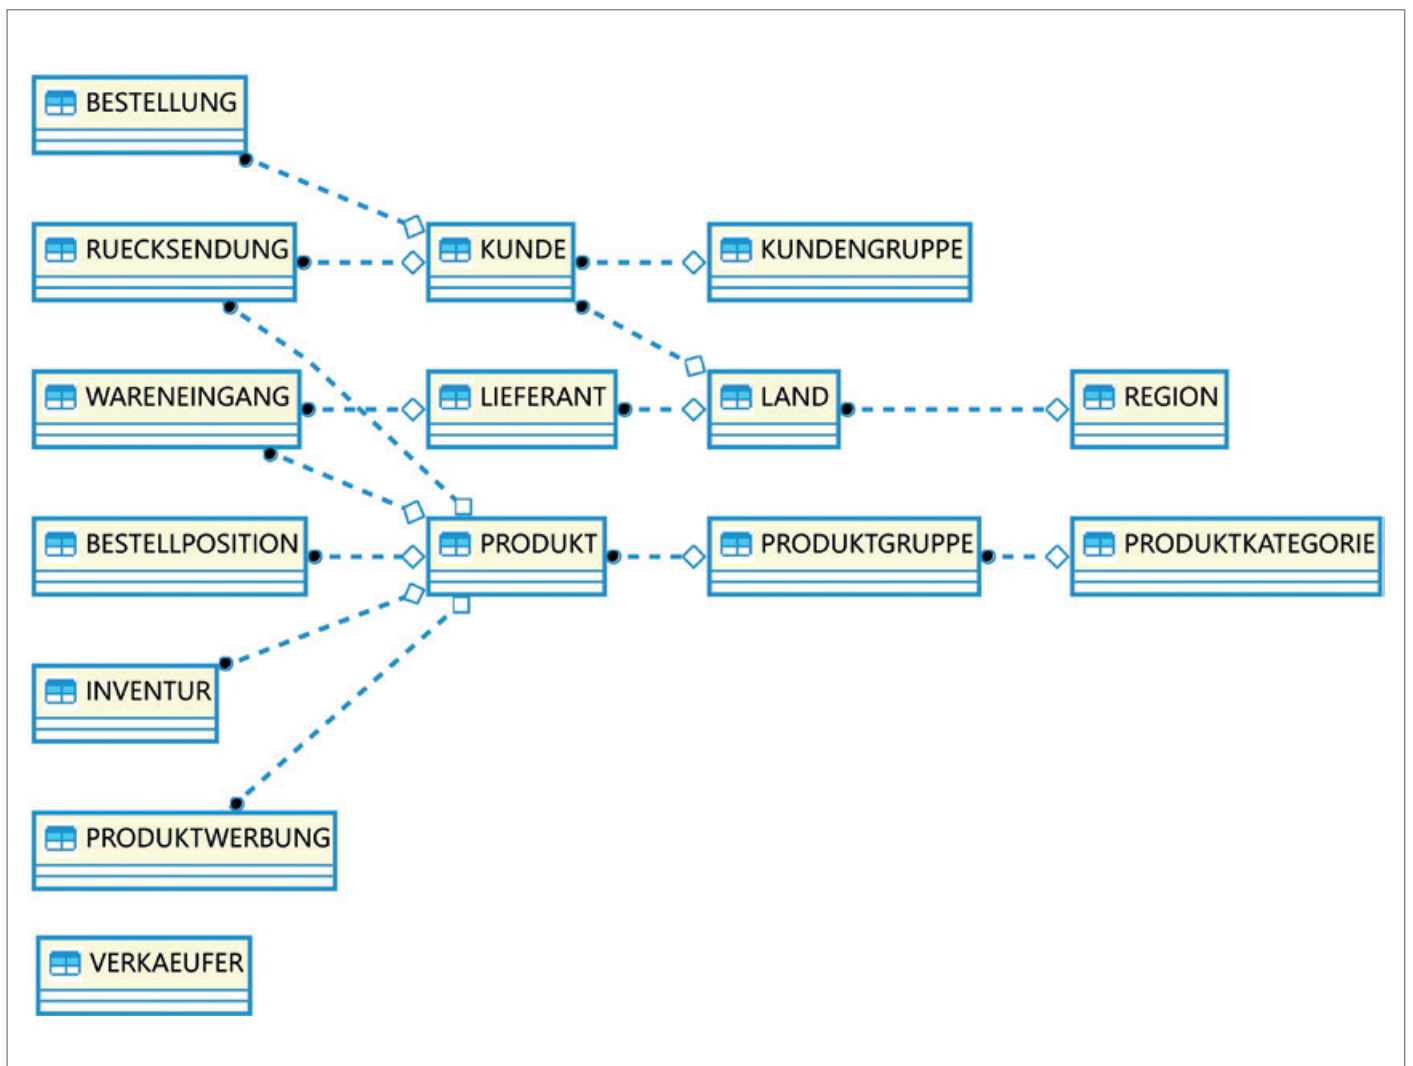 BESTELLUNG
RUECKSENDUNG
KUNDE
KUNDENGRUPPE
WARENEINGANG
LIEFERANT
LAND
REGION
BESTELLPOSITION
PRODUKT
PRODUKTGRUPPE
PRODUKTKATEGORIE
INVENTUR
PRODUKTWERBUNG
VERKAEUFER